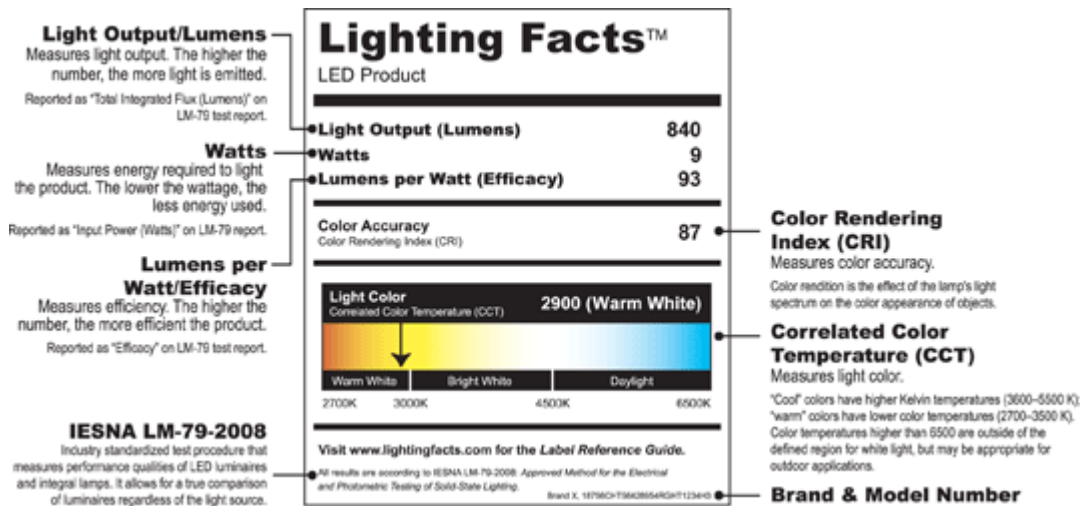 Light Output/Lumens
Measures light output. The higher the
number, the more light is emitted.
Reported as "Total Integrated Flux (Lumens)" on
LM-79 test report.
Watts
Measures energy required to light
the product. The lower the wattage, the
less energy used.
Reported as "Input Power (Watts)" on LM-79 report.
Lumens per
Watt/Efficacy
Measures efficiency. The higher the
number, the more efficient the product.
Reported as "Efficacy" on LM-79 test report.
IESNA LM-79-2008
Industry standardized test procedure that
measures performance qualities of LED luminaires
and integral lamps. It allows for a true comparison
of luminaires regardless of the light source.
Lighting Facts™
LED Product
Light Output (Lumens) 840
Watts 9
Lumens per Watt (Efficacy) 93
Color Accuracy
Color Rendering Index (CRI) 87
Light Color
Correlated Color Temperature (CCT) 2900 (Warm White)
Warm White Bright White Daylight
2700K 3000K 4500K 6500K
Visit www.lightingfacts.com for the Label Reference Guide.
All results are according to IESNA LM-79-2008: Approved Method for the Electrical
and Photometric Testing of Solid-State Lighting.
Brand X,
Color Rendering
Index (CRI)
Measures color accuracy.
Color rendition is the effect of the lamp's light
spectrum on the color appearance of objects.
Correlated Color
Temperature (CCT)
Measures light color.
"Cool" colors have higher Kelvin temperatures (3600–5500 K);
"warm" colors have lower color temperatures (2700–3500 K).
Color temperatures higher than 6500 are outside of the
defined region for white light, but may be appropriate for
outdoor applications.
Brand & Model Number